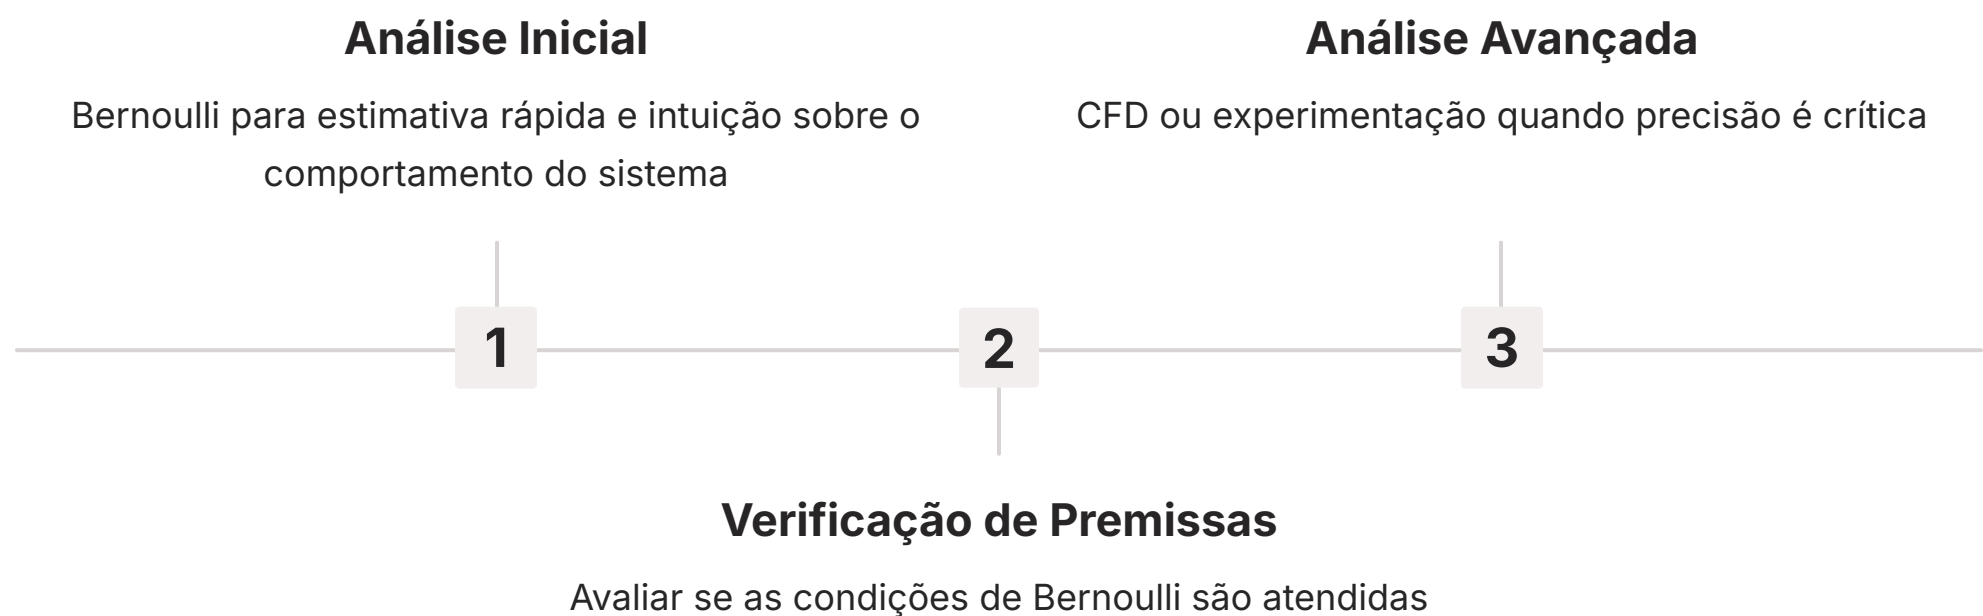 Análise Inicial
Bernoulli para estimativa rápida e intuição sobre o
comportamento do sistema
Análise Avançada
CFD ou experimentação quando precisão é crítica
1
2
3
Verificação de Premissas
Avaliar se as condições de Bernoulli são atendidas